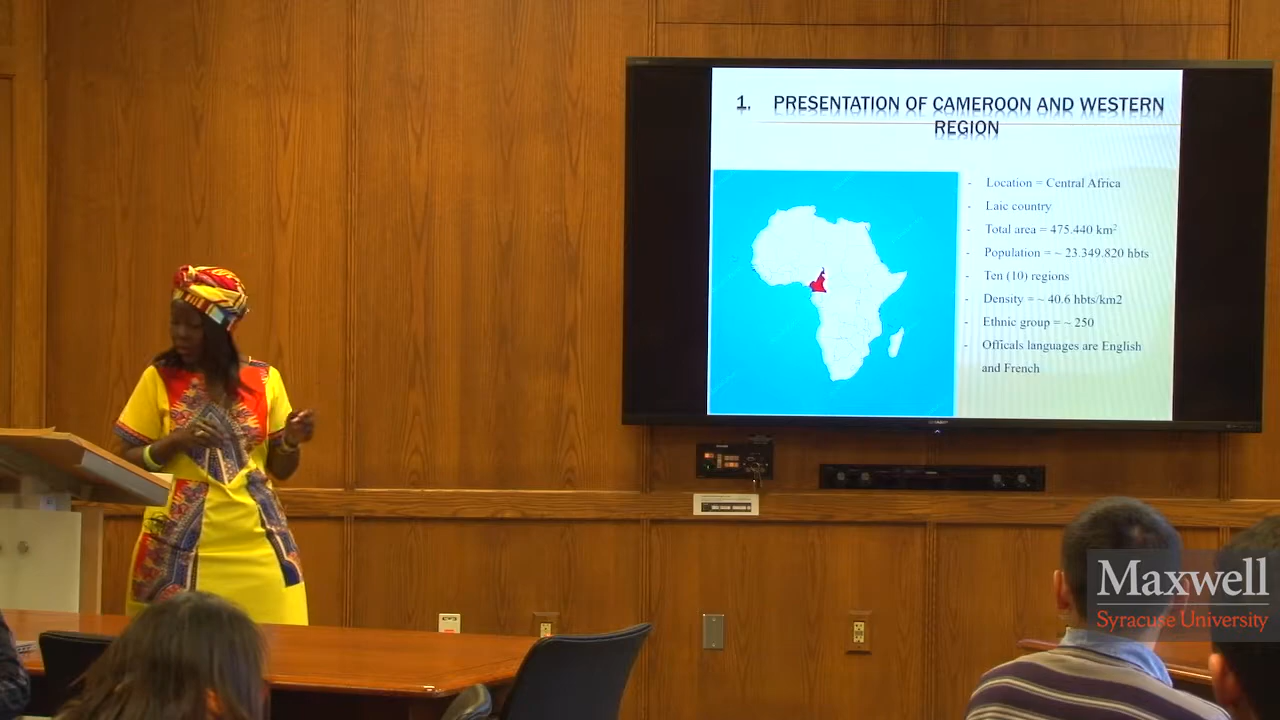 1. PRESENTATION OF CAMEROON AND WESTERN
REGION
- Location = Central Africa
- Laic country
- Total area = 475.440 km²
- Population = ~ 23.349.820 hbts
- Ten (10) regions
- Density = ~ 40.6 hbts/km2
- Ethnic group = ~ 250
- Officals languages are English
and French
Maxwell
Syracuse University